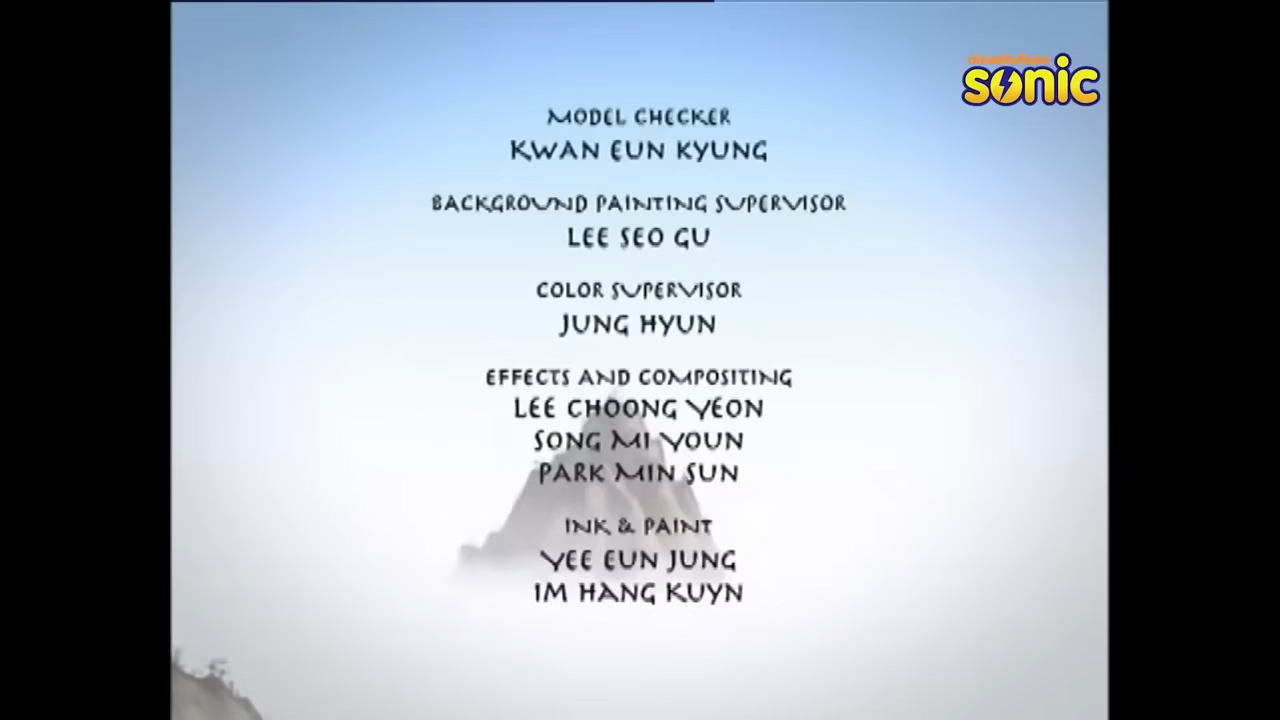 nickelodeon
sonic
MODEL CHECKER
KWAN EUN KYUNG
BACKGROUND PAINTING SUPERVISOR
LEE SEO GU
COLOR SUPERVISOR
JUNG HYUN
EFFECTS AND COMPOSITING
LEE CHOONG YEON
SONG MI YOUN
PARK MIN SUN
INK & PAINT
YEE EUN JUNG
IM HANG KUYN